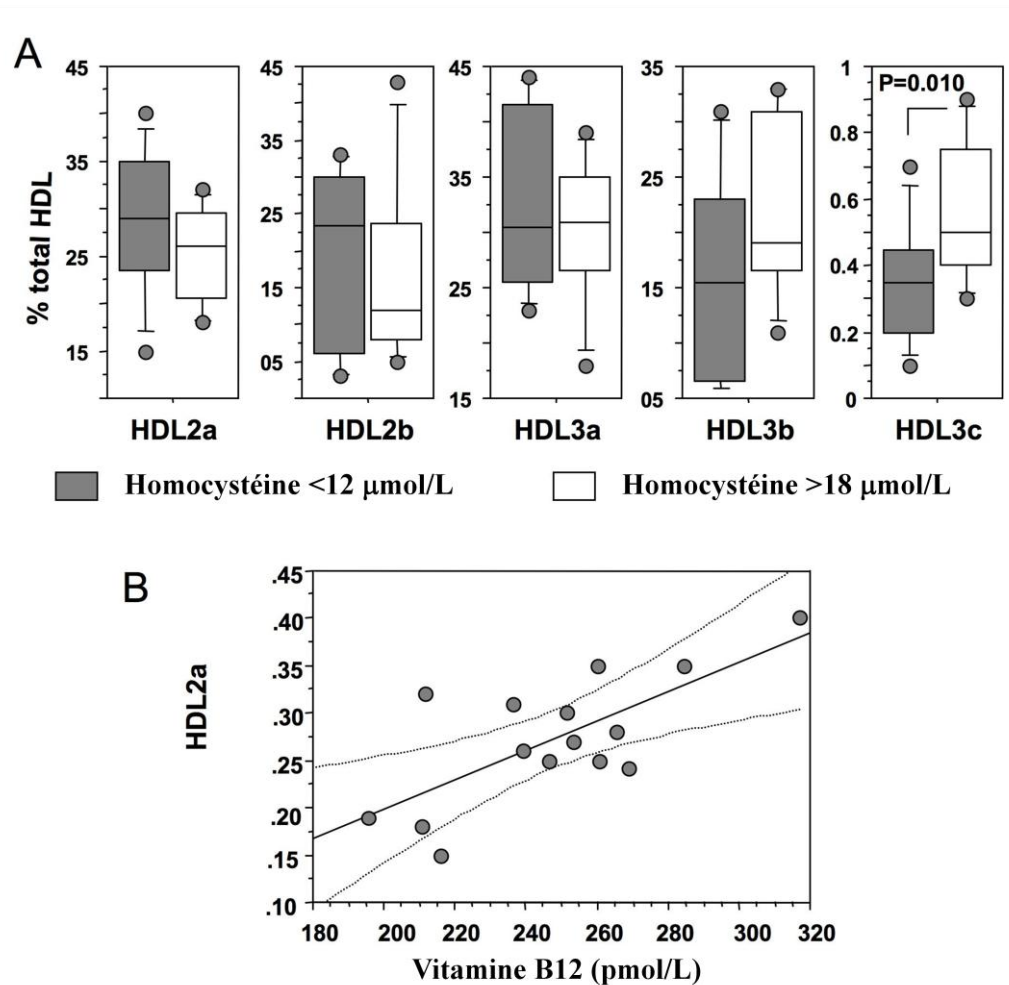 A
% total HDL
45
35
25
15
HDL2a
45
35
25
15
05
HDL2b
45
35
25
15
HDL3a
35
25
15
05
HDL3b
1
0.8
0.6
0.4
0.2
0
P=0.010
HDL3c
Homocystéine <12 μmol/L
Homocystéine >18 μmol/L
B
HDL2a
.45
.40
.35
.30
.25
.20
.15
.10
180 200 220 240 260 280 300 320
Vitamine B12 (pmol/L)